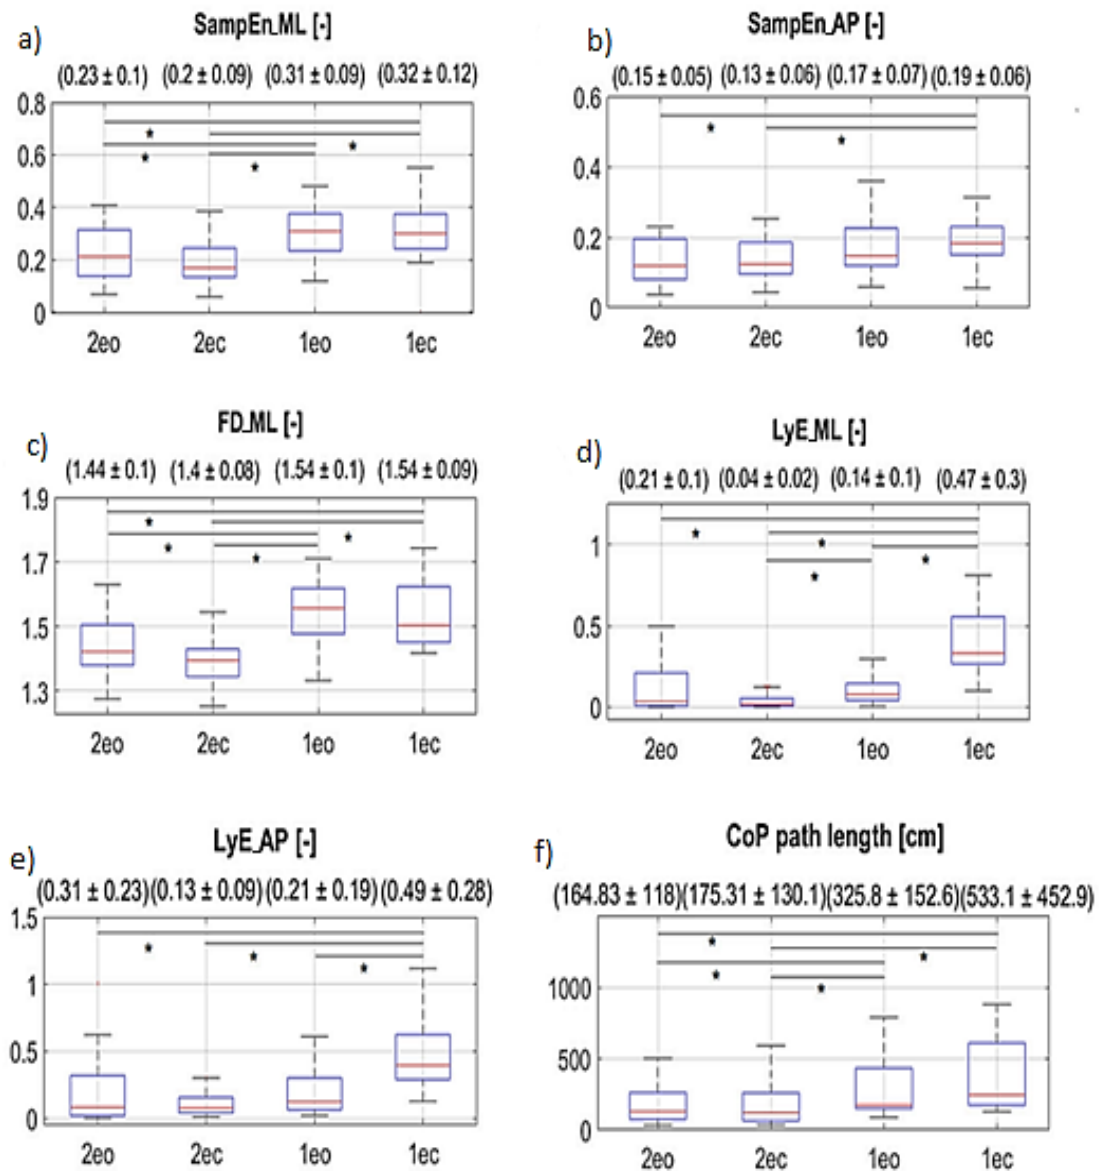 a)
SampEn_ML [-]
(0.23 ± 0.1) (0.2 ± 0.09) (0.31 ± 0.09) (0.32 ± 0.12)
0.8
0.6
0.4
0.2
0
* * * *
2eo 2ec 1eo 1ec
b)
SampEn_AP [-]
(0.15 ± 0.05) (0.13 ± 0.06) (0.17 ± 0.07) (0.19 ± 0.06)
0.6
0.4
0.2
0
* *
2eo 2ec 1eo 1ec
c)
FD_ML [-]
(1.44 ± 0.1) (1.4 ± 0.08) (1.54 ± 0.1) (1.54 ± 0.09)
1.9
1.7
1.5
1.3
* * * *
2eo 2ec 1eo 1ec
d)
LyE_ML [-]
(0.21 ± 0.1) (0.04 ± 0.02) (0.14 ± 0.1) (0.47 ± 0.3)
1
0.5
0
* * * *
2eo 2ec 1eo 1ec
e)
LyE_AP [-]
(0.31 ± 0.23)(0.13 ± 0.09)(0.21 ± 0.19)(0.49 ± 0.28)
1.5
1
0.5
0
* * *
2eo 2ec 1eo 1ec
f)
CoP path length [cm]
(164.83 ± 118)(175.31 ± 130.1)(325.8 ± 152.6)(533.1 ± 452.9)
1000
500
0
* * * *
2eo 2ec 1eo 1ec